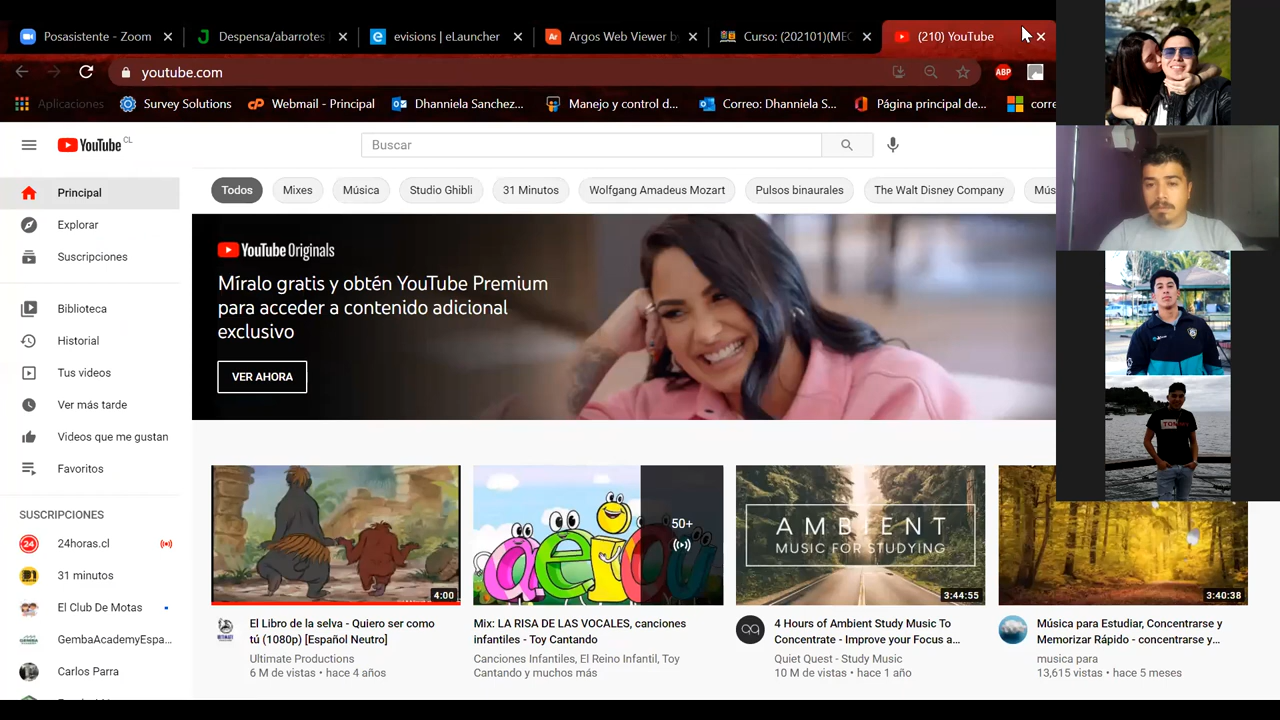 Posasistente - Zoom
Despensa/abarrotes
evisions | eLauncher
Argos Web Viewer by
Curso: (202101)(MEC
(210) YouTube
youtube.com
ABP
Aplicaciones
Survey Solutions
Webmail - Principal
Dhanniela Sanchez...
Manejo y control d...
Correo: Dhanniela S...
Página principal de...
corre
YouTube CL
Buscar
Todos
Mixes
Música
Studio Ghibli
31 Minutos
Wolfgang Amadeus Mozart
Pulsos binaurales
The Walt Disney Company
Mús
Principal
Explorar
Suscripciones
Biblioteca
Historial
Tus videos
Ver más tarde
Videos que me gustan
Favoritos
SUSCRIPCIONES
24 24horas.cl
31 minutos
El Club De Motas
GembaAcademyEspa...
Carlos Parra
YouTube Originals
Míralo gratis y obtén YouTube Premium
para acceder a contenido adicional
exclusivo
VER AHORA
4:00
El Libro de la selva - Quiero ser como
tú (1080p) [Español Neutro]
Ultimate Productions
6 M de vistas • hace 4 años
aeiou
50+
Mix: LA RISA DE LAS VOCALES, canciones
infantiles - Toy Cantando
Canciones Infantiles, El Reino Infantil, Toy
Cantando y muchos más
AMBIENT
MUSIC FOR STUDYING
3:44:55
4 Hours of Ambient Study Music To
Concentrate - Improve your Focus a...
Quiet Quest - Study Music
10 M de vistas • hace 1 año
3:40:38
Música para Estudiar, Concentrarse y
Memorizar Rápido - concentrarse y...
musica para
13,615 vistas • hace 5 meses
TOMMY